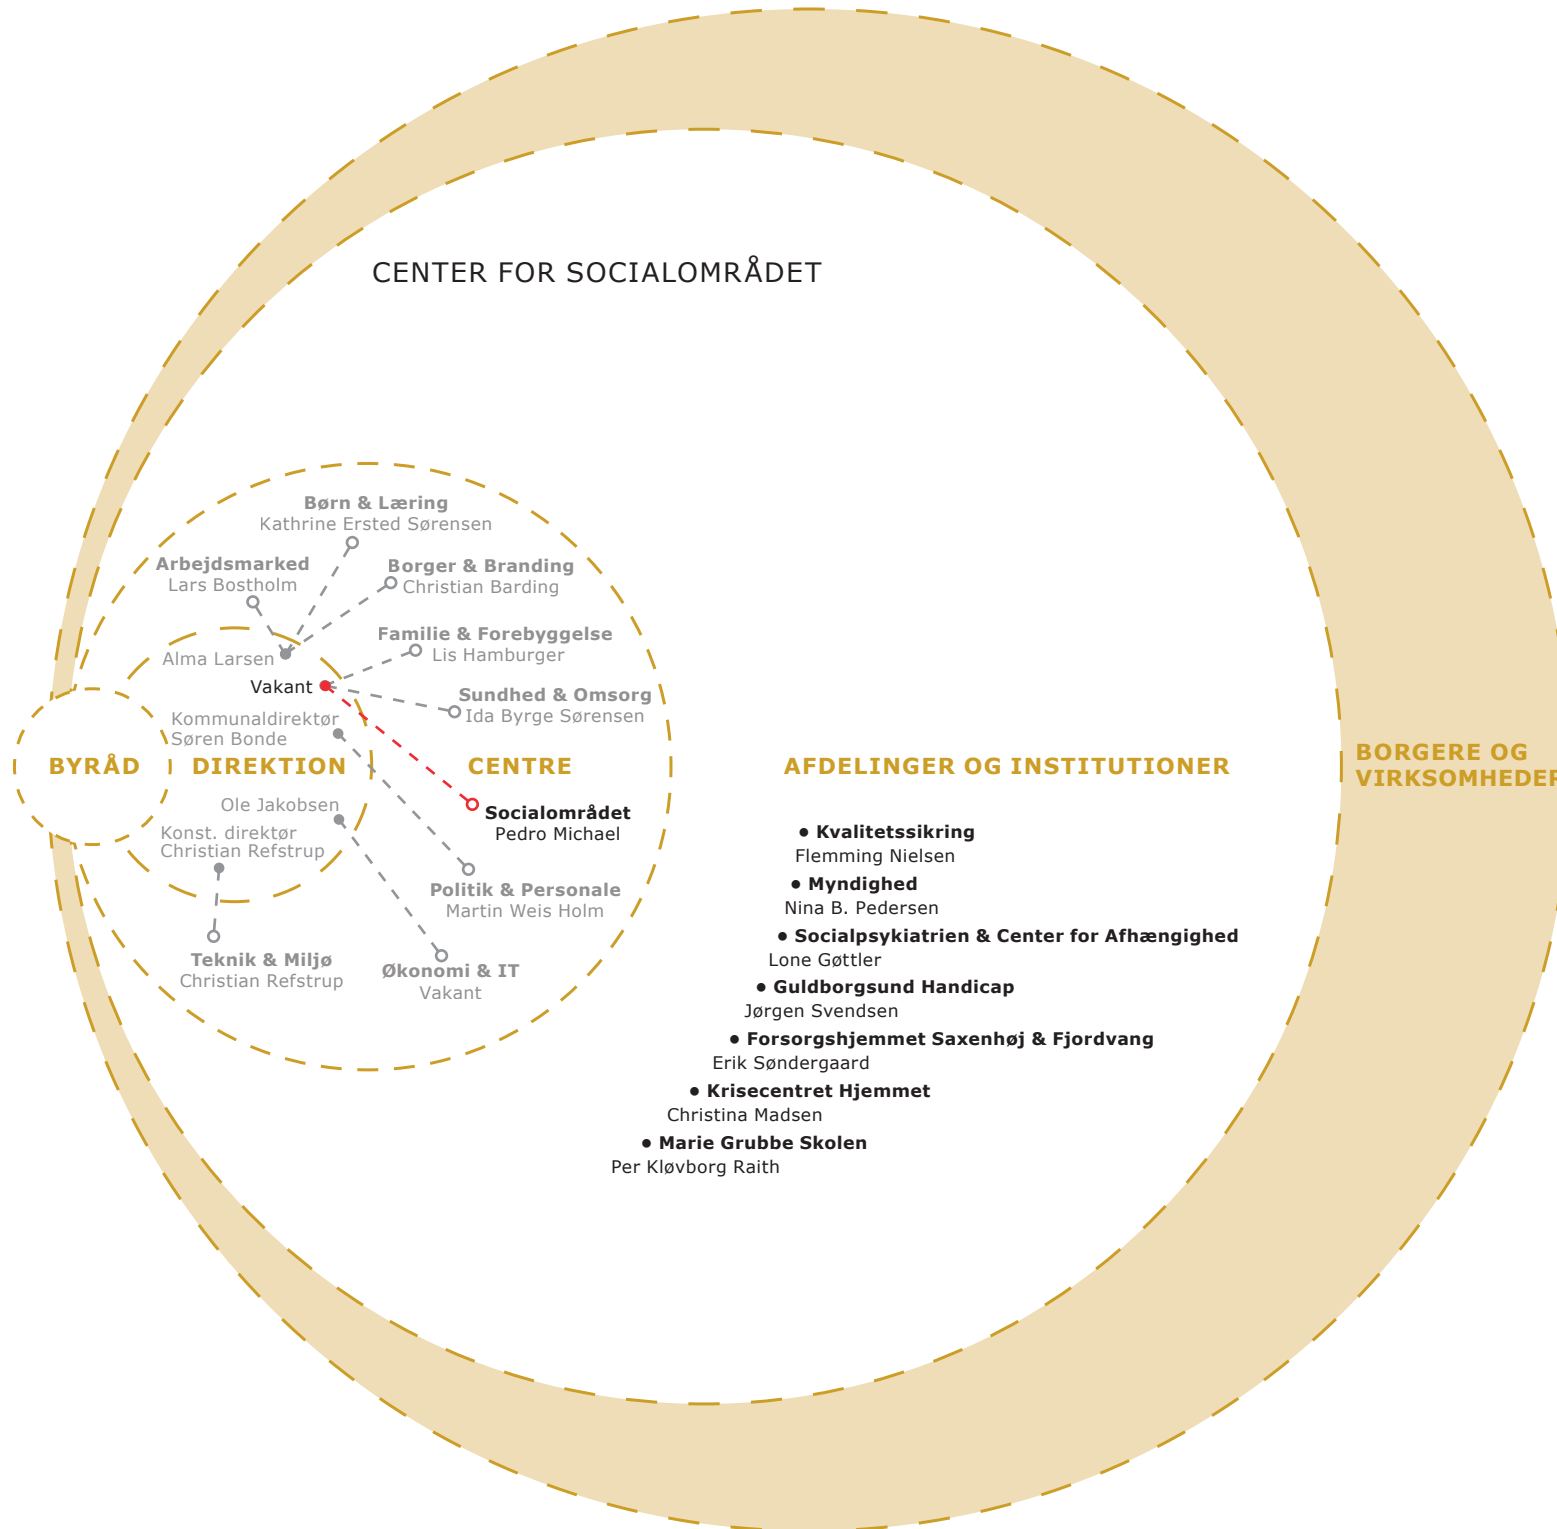 CENTER FOR SOCIALOMRÅDET
Børn & Læring
Kathrine Ersted Sørensen
Arbejdsmarked
Lars Bostholm
Borger & Branding
Christian Barding
Familie & Forebyggelse
Lis Hamburger
Alma Larsen
Vakant
Sundhed & Omsorg
Ida Byrge Sørensen
Kommunaldirektør
Søren Bonde
BYRÅD
DIREKTION
CENTRE
AFDELINGER OG INSTITUTIONER
BORGERE OG
VIRKSOMHEDER
Ole Jakobsen
Socialområdet
Pedro Michael
Konst. direktør
Christian Refstrup
Politik & Personale
Martin Weis Holm
Teknik & Miljø
Christian Refstrup
Økonomi & IT
Vakant
• Kvalitetssikring
Flemming Nielsen
• Myndighed
Nina B. Pedersen
• Socialpsykiatrien & Center for Afhængighed
Lone Gøttler
• Guldborgsund Handicap
Jørgen Svendsen
• Forsorgshjemmet Saxenhøj & Fjordvang
Erik Søndergaard
• Krisecentret Hjemmet
Christina Madsen
• Marie Grubbe Skolen
Per Kløvborg Raith